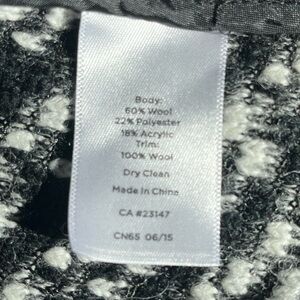 Body:
60% Wool
22% Polyester
18% Acrylic
Trim:
100% Wool
Dry Clean
Made in China
CA #23147
CN65 06/15